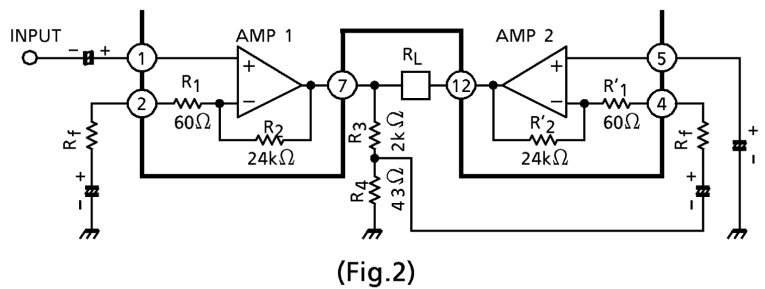 INPUT
AMP 1
AMP 2
- +
1
2
+
-
R1
60Ω
R2
24kΩ
Rf
+
-
7
R3
2kΩ
R4
43Ω
RL
12
+
-
R'2
24kΩ
R'1
60Ω
5
4
Rf
+
-
+
-
(Fig.2)